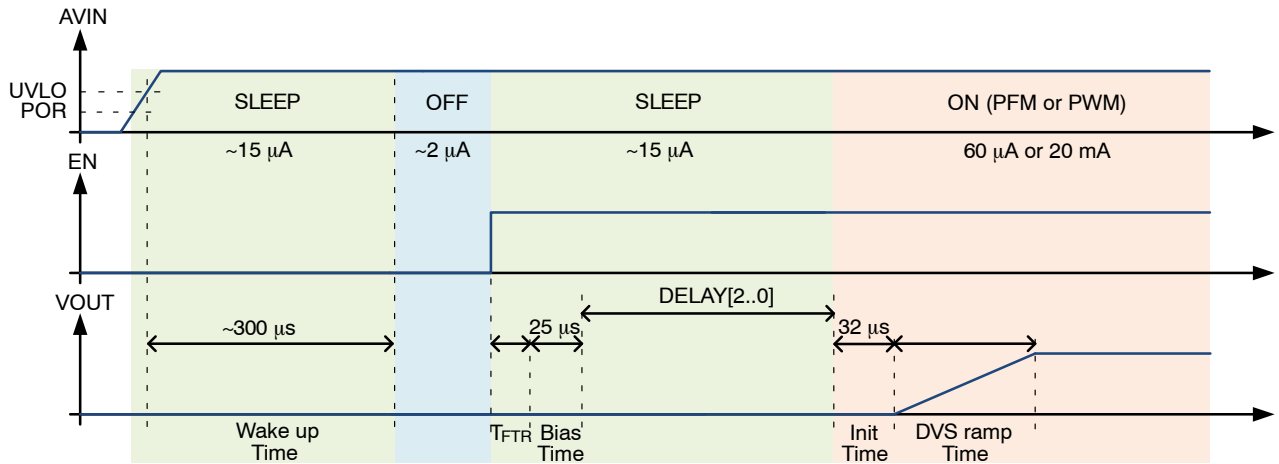 AVIN
UVLO
POR
SLEEP
OFF
SLEEP
ON (PFM or PWM)
~15 μA
~2 μA
~15 μA
60 μA or 20 mA
EN
VOUT
DELAY[2..0]
~300 μs
25 μs
32 μs
Wake up
Time
TFTR
Bias
Time
Init
Time
DVS ramp
Time